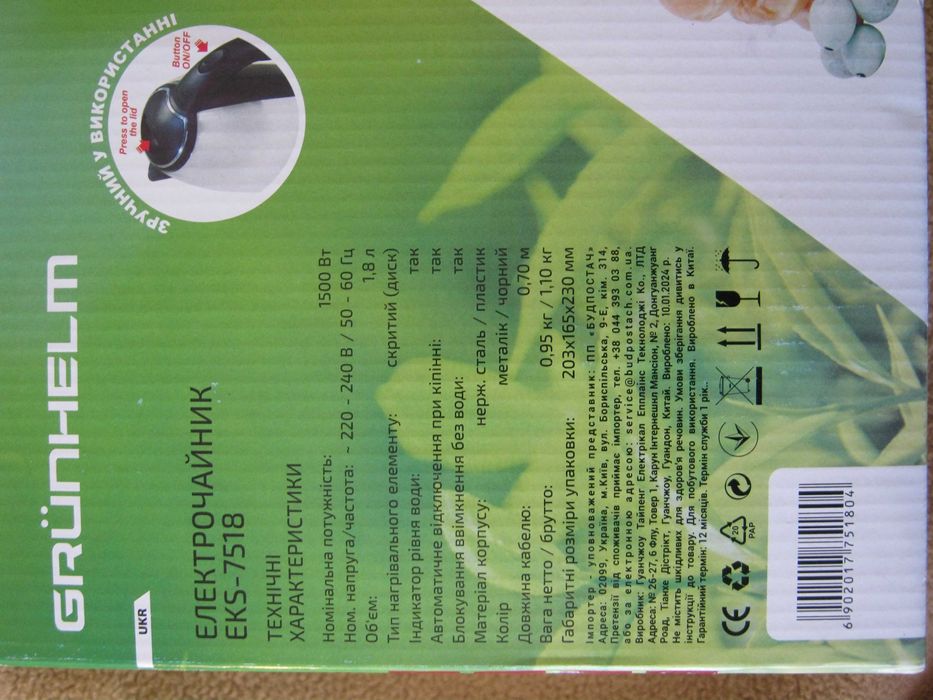 GRÜNHELM
ЗРУЧНИЙ У ВИКОРИСТАННІ
Press to open
the lid
Button
ON/OFF
UKR
ЕЛЕКТРОЧАЙНИК
EKS-7518
ТЕХНІЧНІ
ХАРАКТЕРИСТИКИ
Номінальна потужність: 1500 Вт
Ном. напруга/частота: ~ 220 - 240 В / 50 - 60 Гц
Об'єм: 1,8 л
Тип нагрівального елементу: скритий (диск)
Індикатор рівня води: так
Автоматичне відключення при кипінні: так
Блокування ввімкнення без води: так
Матеріал корпусу: нерж. сталь / пластик
Колір металік / чорний
Довжина кабелю: 0,70 м
Вага нетто / брутто: 0,95 кг / 1,10 кг
Габаритні розміри упаковки: 203х165х230 мм
Імпортер - уповноважений представник: ПП «БУДПОСТАЧ»
Адреса: 02099, Україна, м.Київ, вул. Бориспільська, 9-Е, кім. 314,
Претензії від споживачів приймає імпортер, тел. +38 044 393 03 88,
або за електронною адресою: service@budpostach.com.ua.
Виробник: Гуанчжоу Тайпенг Електрікал Епплаінс Текнолоджі Ко., ЛТД
Адреса: № 26-27, 6 Флу, Товер 1, Карун Інтернешнл Мансіон, № 2, Донгуанжуанг
Роад, Тіанхе Дістрікт, Гуанчжоу, Гуандон, Китай. Вироблено: 10.01.2024 р.
Не містить шкідливих для здоров'я речовин. Умови зберігання дивитись у
інструкції до товару. Для побутового використання. Вироблено в Китаї.
Гарантійний термін: 12 місяців. Термін служби 1 рік...
CE
20
PAP
6 902017 751804